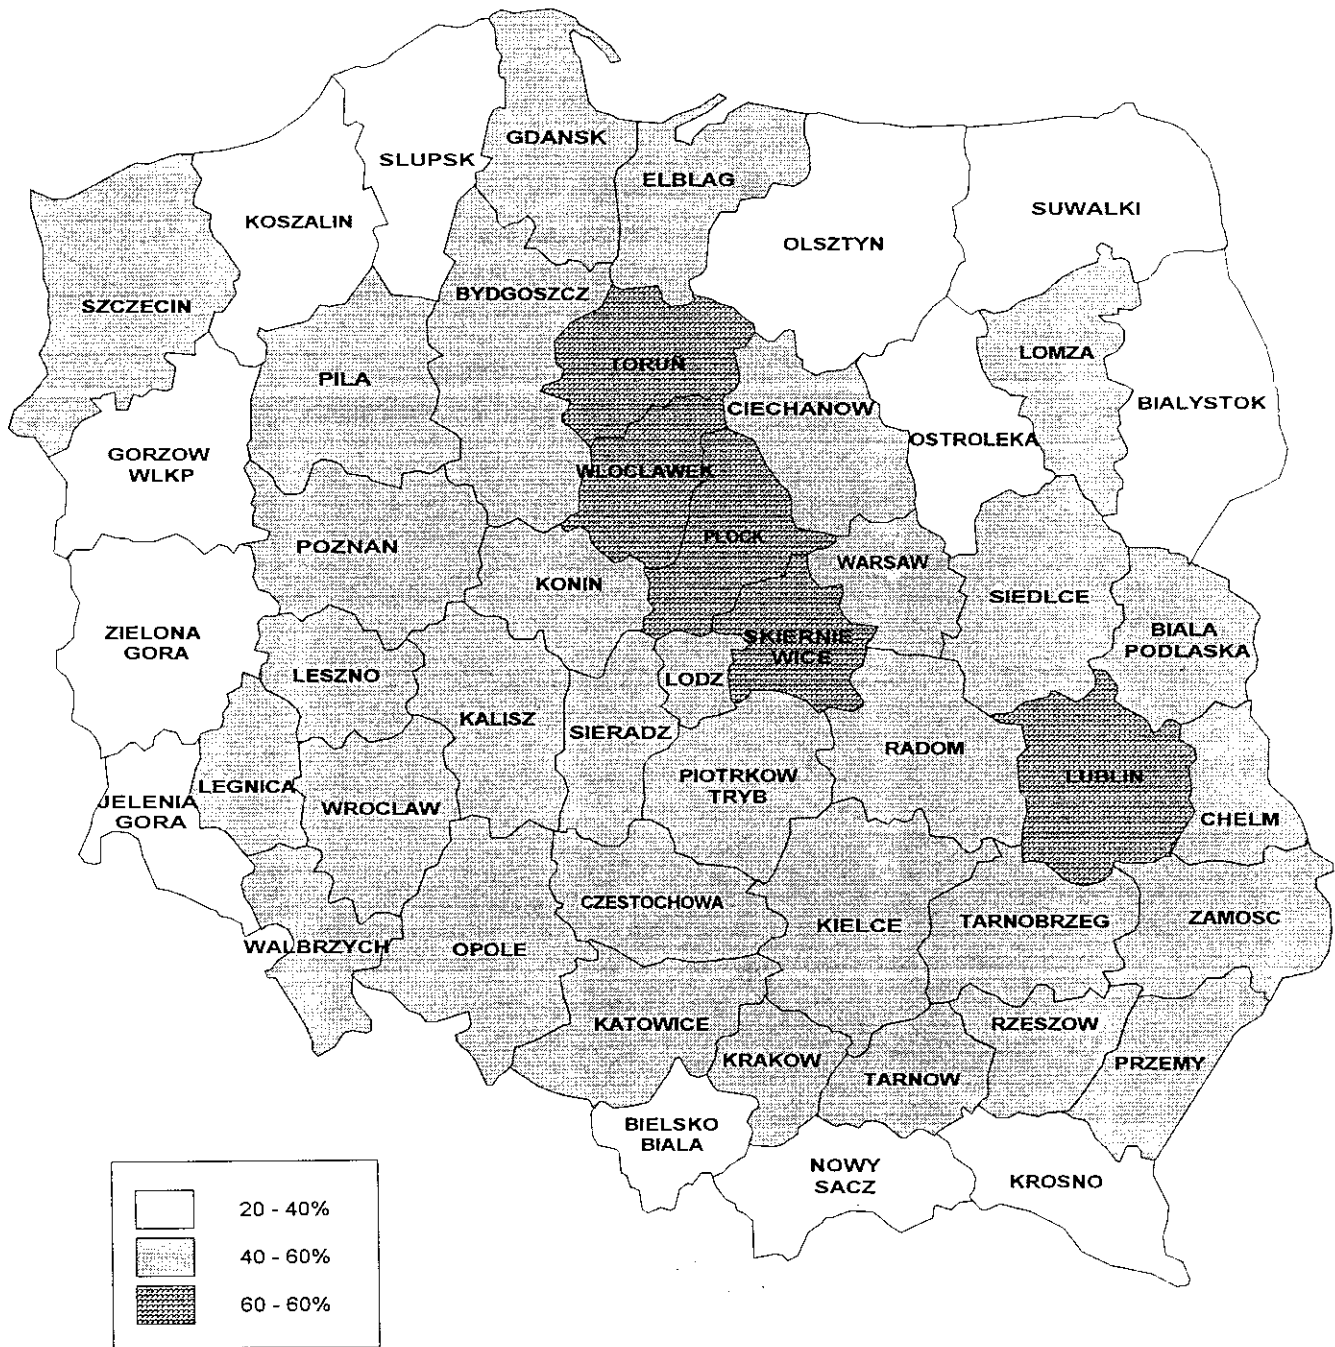 GDANSK
SLUPSK
ELBLAG
KOSZALIN
SUWALKI
OLSZTYN
SZCZECIN
BYDGOSZCZ
LOMZA
TORUŃ
PILA
CIECHANOW
BIALYSTOK
OSTROLEKA
GORZOW
WLKP
WLOCLAWEK
PLOCK
POZNAN
WARSAW
KONIN
SIEDLCE
ZIELONA
GORA
BIALA
PODLASKA
SKIERNIE
WICE
LESZNO
LODZ
KALISZ
SIERADZ
RADOM
LEGNICA
PIOTRKOW
TRYB
LUBLIN
JELENIA
GORA
WROCLAW
CHELM
CZESTOCHOWA
KIELCE
TARNOBRZEG
ZAMOSC
WALBRZYCH
OPOLE
KATOWICE
RZESZOW
KRAKOW
TARNOW
PRZEMY
BIELSKO
BIALA
NOWY
SACZ
KROSNO
20 - 40%
40 - 60%
60 - 60%